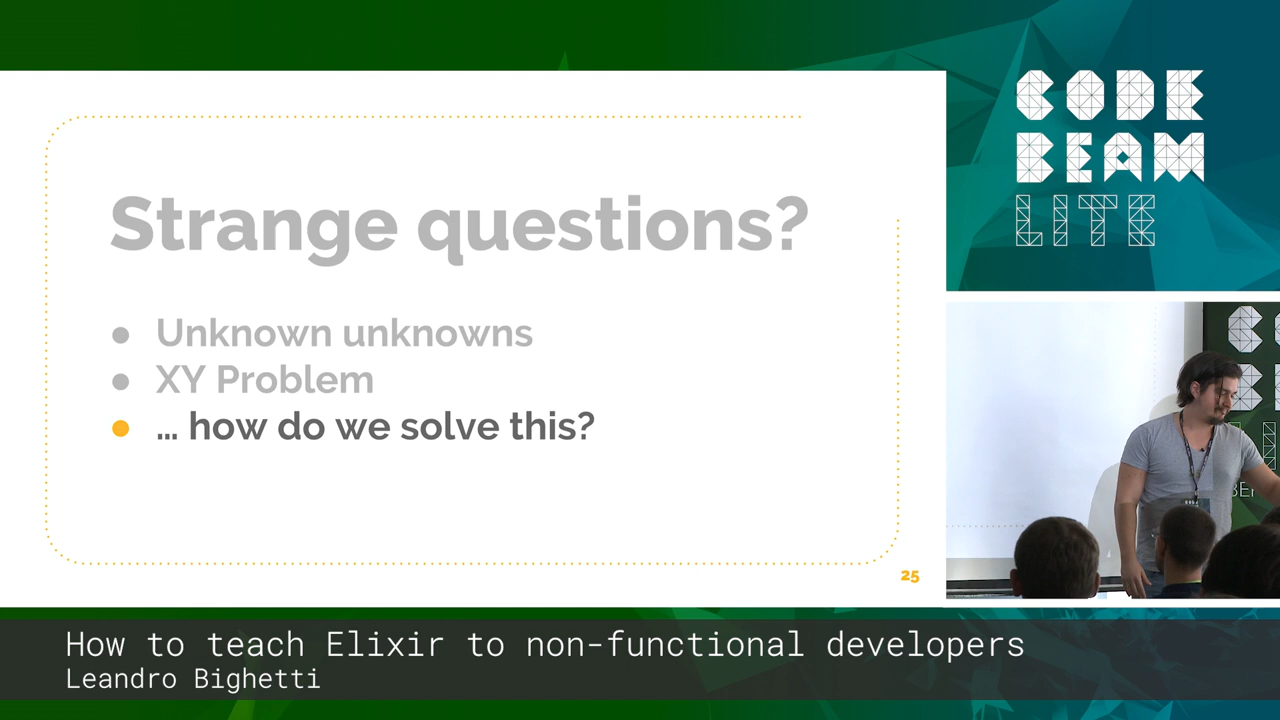 CODE
BEAM
LITE
Strange questions?
● Unknown unknowns
● XY Problem
● ... how do we solve this?
25
How to teach Elixir to non-functional developers
Leandro Bighetti